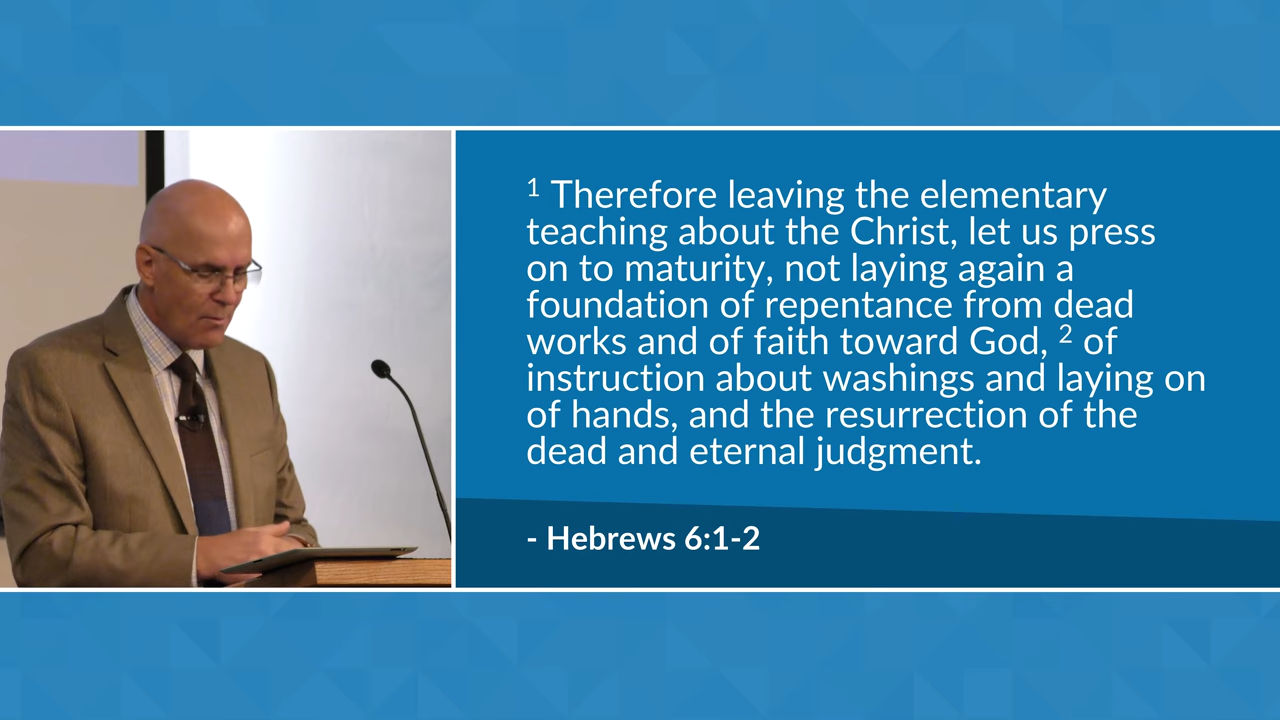 1 Therefore leaving the elementary
teaching about the Christ, let us press
on to maturity, not laying again a
foundation of repentance from dead
works and of faith toward God, 2 of
instruction about washings and laying on
of hands, and the resurrection of the
dead and eternal judgment.
- Hebrews 6:1-2